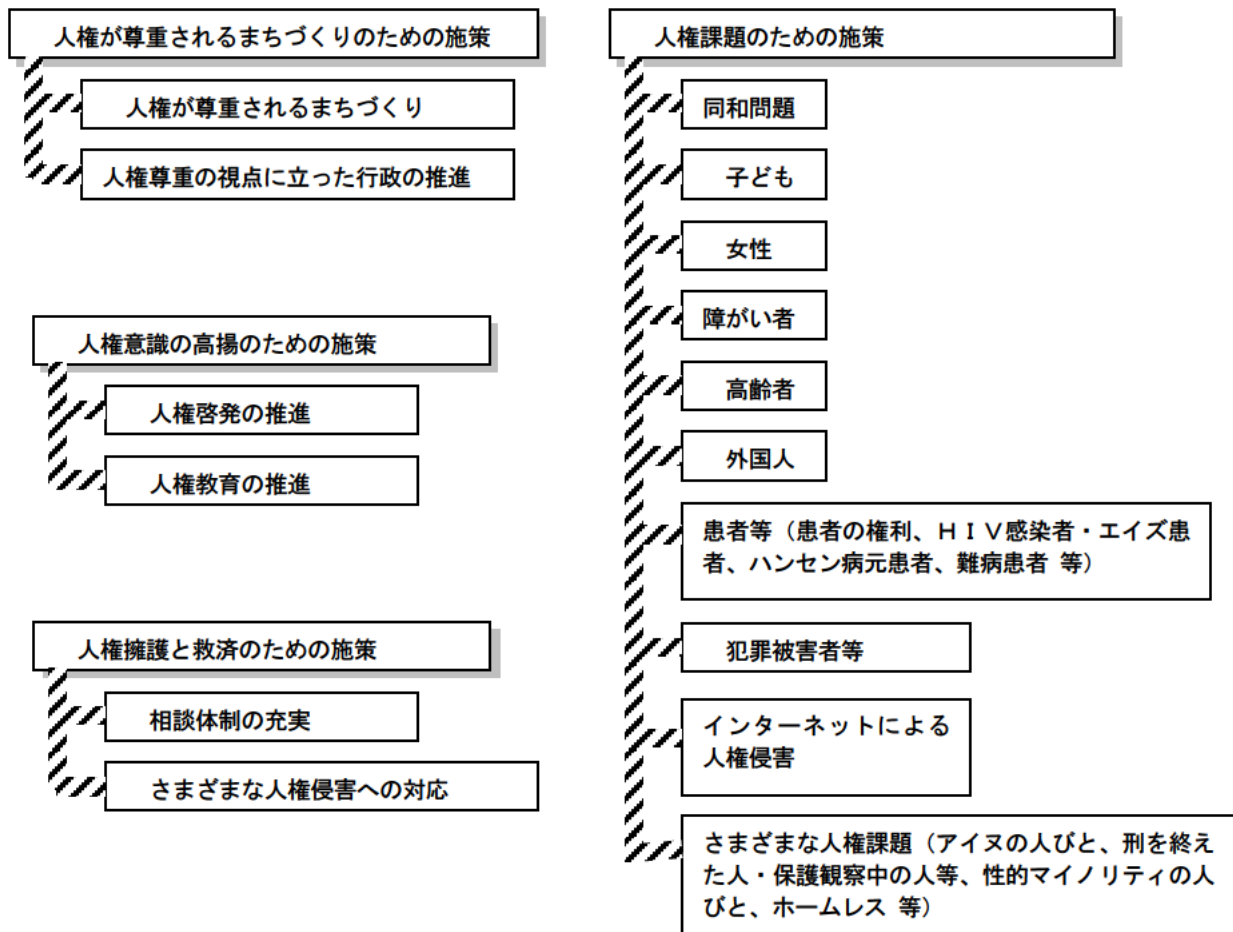 人権が尊重されるまちづくりのための施策
人権が尊重されるまちづくり
人権尊重の視点に立った行政の推進
人権意識の高揚のための施策
人権啓発の推進
人権教育の推進
人権擁護と救済のための施策
相談体制の充実
さまざまな人権侵害への対応
人権課題のための施策
同和問題
子ども
女性
障がい者
高齢者
外国人
患者等（患者の権利、ＨＩＶ感染者・エイズ患
者、ハンセン病元患者、難病患者 等）
犯罪被害者等
インターネットによる
人権侵害
さまざまな人権課題（アイヌの人びと、刑を終え
た人・保護観察中の人等、性的マイノリティの人
びと、ホームレス 等）